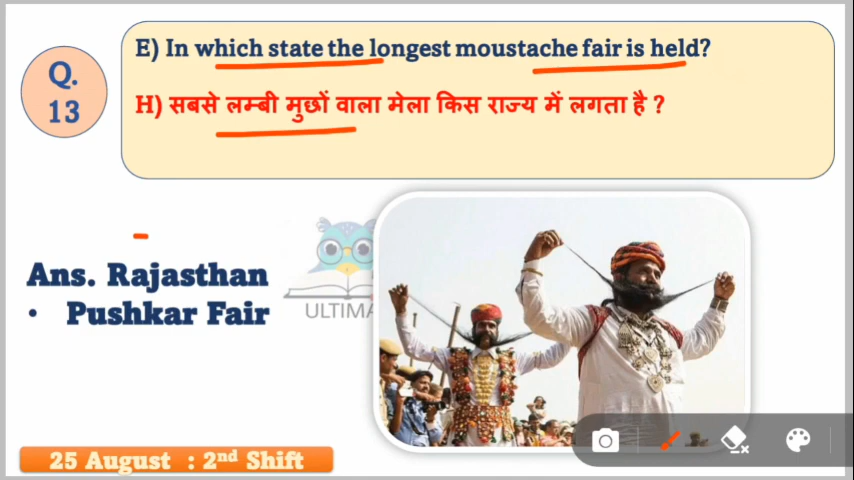 Q.
13
E) In which state the longest moustache fair is held?
H) सबसे लम्बी मुछों वाला मेला किस राज्य में लगता है ?
Ans. Rajasthan
• Pushkar Fair
ULTIMA
25 August : 2nd Shift